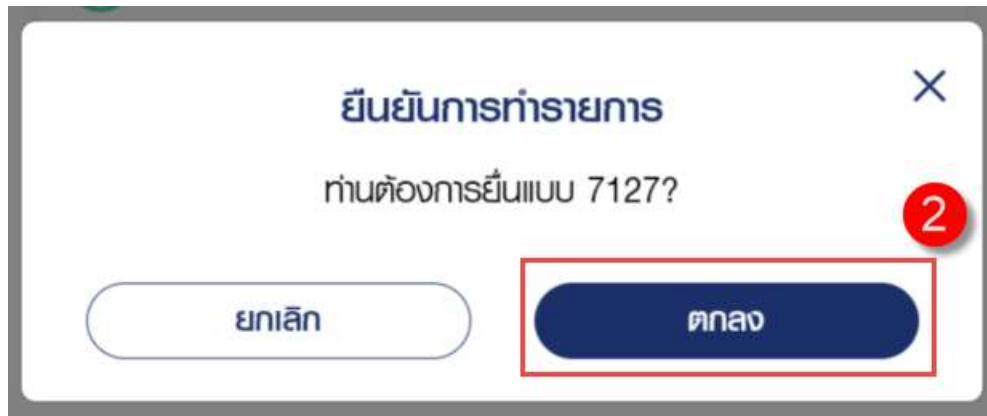 ยืนยันการทำรายการ
ท่านต้องการยื่นแบบ 7127?
2
ยกเลิก
ตกลง